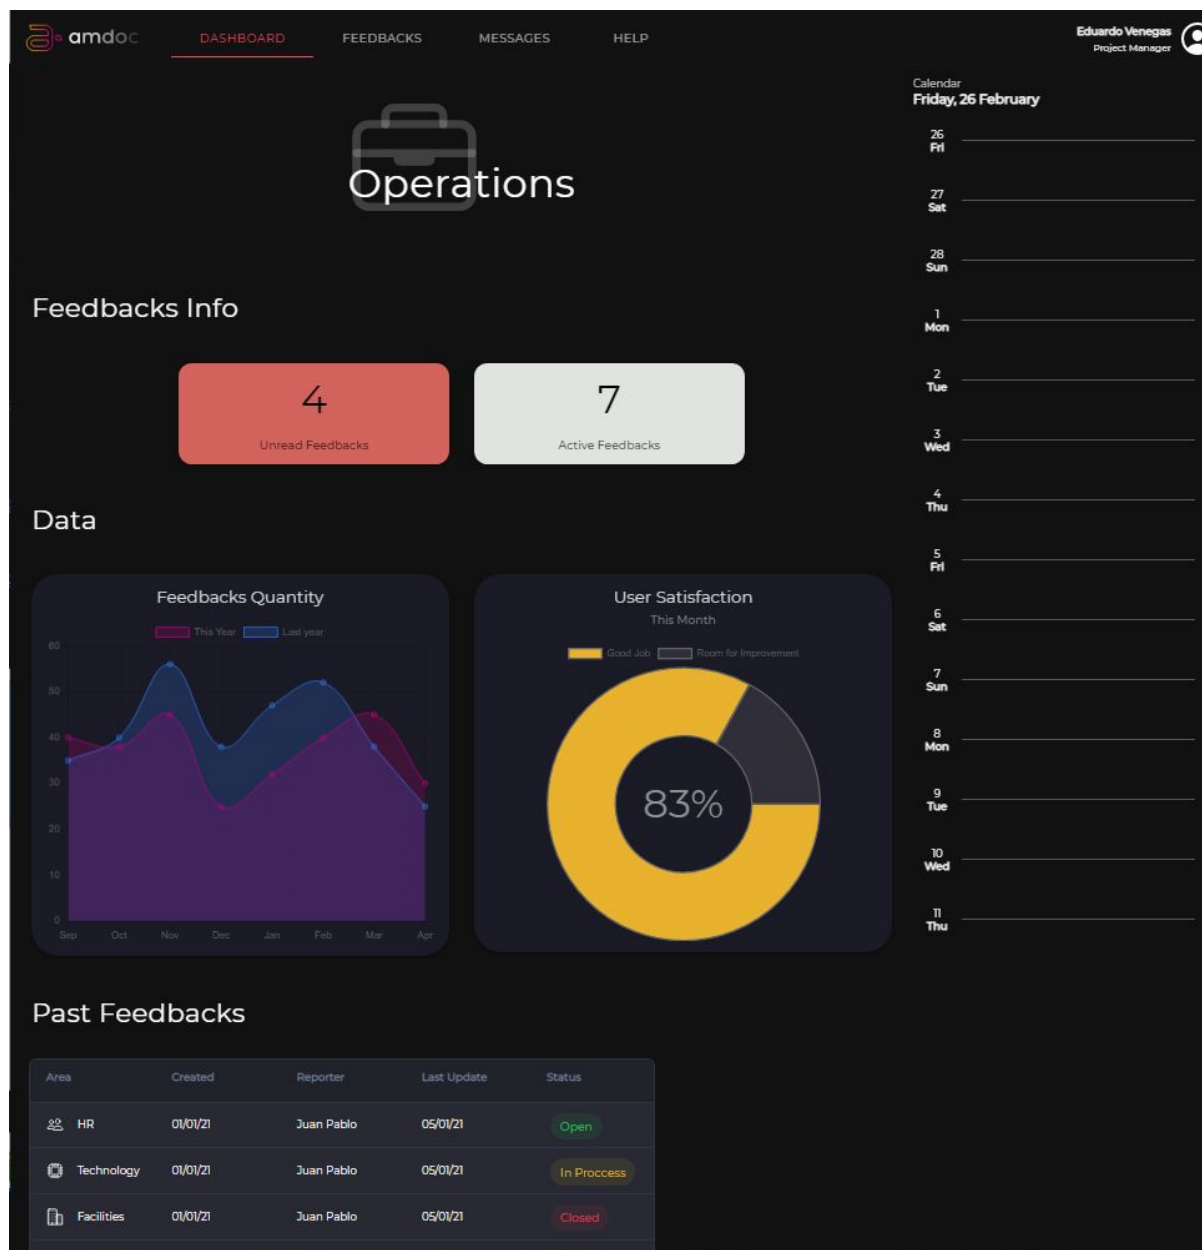 amdoc
DASHBOARD FEEDBACKS MESSAGES HELP
Eduardo Venegas
Project Manager
Operations
Feedbacks Info
4
Unread Feedbacks
7
Active Feedbacks
Data
Feedbacks Quantity
This Year Last year
60
50
40
30
20
10
0
Sep Oct Nov Dec Jan Feb Mar Apr
User Satisfaction
This Month
Good Job Room for Improvement
83%
Past Feedbacks
Area Created Reporter Last Update Status
HR 01/01/21 Juan Pablo 05/01/21 Open
Technology 01/01/21 Juan Pablo 05/01/21 In Proccess
Facilities 01/01/21 Juan Pablo 05/01/21 Closed
Calendar
Friday, 26 February
26
Fri
27
Sat
28
Sun
1
Mon
2
Tue
3
Wed
4
Thu
5
Fri
6
Sat
7
Sun
8
Mon
9
Tue
10
Wed
11
Thu